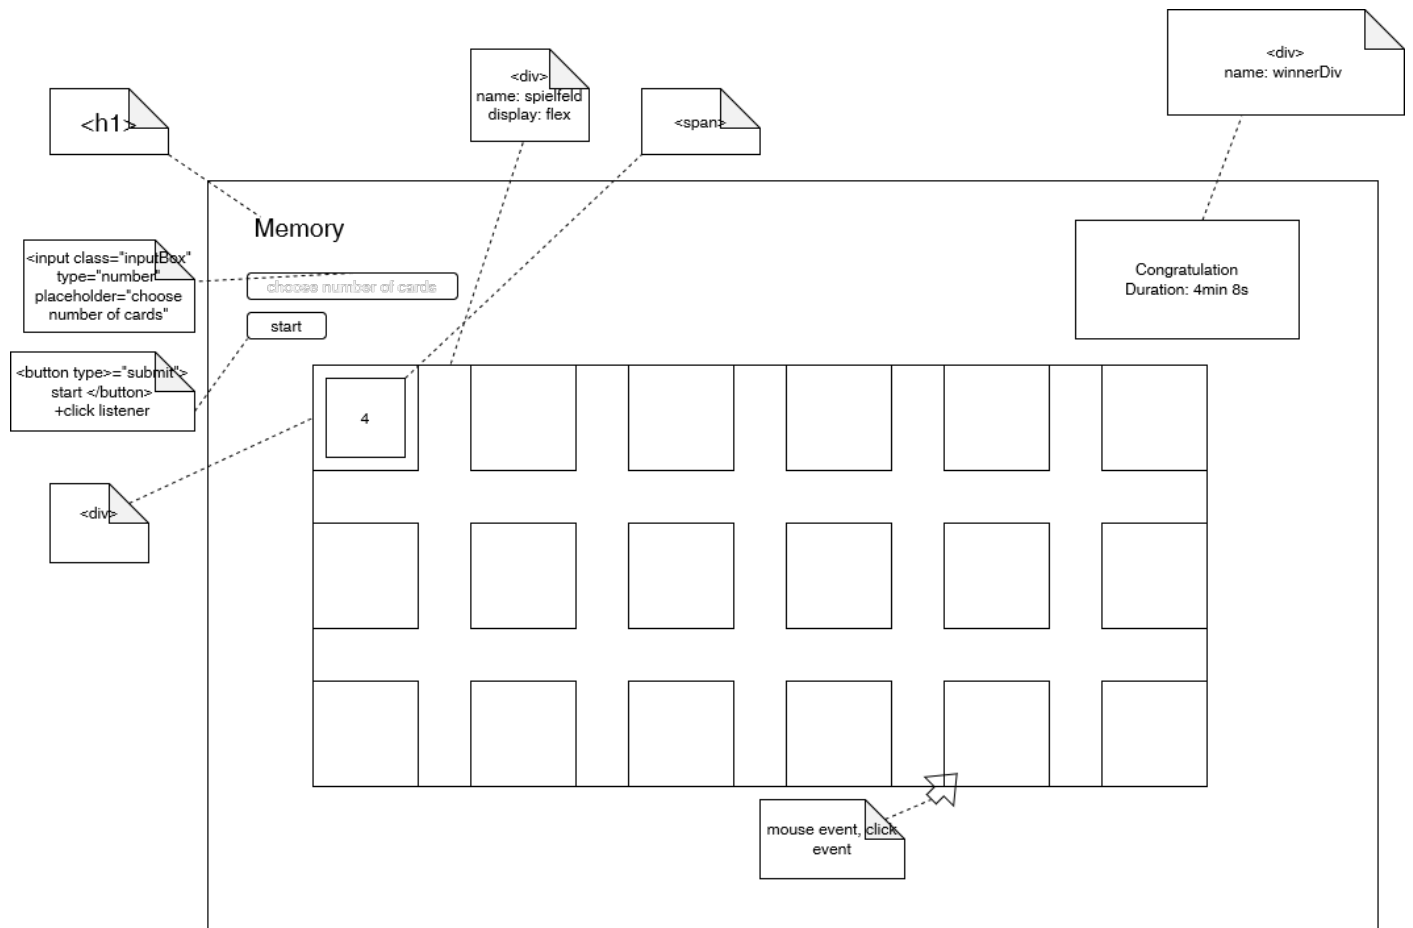 <div>
name: winnerDiv
<div>
name: spielfeld
display: flex
<h1>
<span>
Memory
<input class="inputBox"
type="number"
placeholder="choose
number of cards"
choose number of cards
Congratulation
Duration: 4min 8s
start
<button type>="submit">
start </button>
+click listener
4
<div>
mouse event, click
event